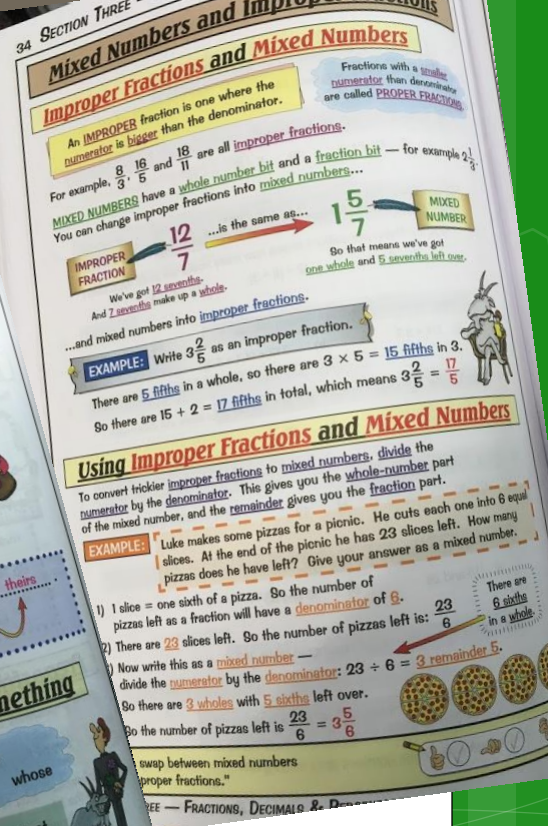 34 SECTION THREE —
Mixed Numbers and Improper Fractions
Improper Fractions and Mixed Numbers
An IMPROPER fraction is one where the
numerator is bigger than the denominator.
Fractions with a smaller
numerator than denominator
are called PROPER FRACTIONS.
For example, 8/3, 16/5 and 18/11 are all improper fractions.
MIXED NUMBERS have a whole number bit and a fraction bit — for example 2 1/3.
You can change improper fractions into mixed numbers...
IMPROPER
FRACTION
12/7
...is the same as...
1 5/7
MIXED
NUMBER
We've got 12 sevenths.
And 7 sevenths make up a whole.
So that means we've got
one whole and 5 sevenths left over.
...and mixed numbers into improper fractions.
EXAMPLE: Write 3 2/5 as an improper fraction.
There are 5 fifths in a whole, so there are 3 × 5 = 15 fifths in 3.
So there are 15 + 2 = 17 fifths in total, which means 3 2/5 = 17/5
Using Improper Fractions and Mixed Numbers
To convert trickier improper fractions to mixed numbers, divide the
numerator by the denominator. This gives you the whole-number part
of the mixed number, and the remainder gives you the fraction part.
EXAMPLE: Luke makes some pizzas for a picnic. He cuts each one into 6 equal
slices. At the end of the picnic he has 23 slices left. How many
pizzas does he have left? Give your answer as a mixed number.
1) 1 slice = one sixth of a pizza. So the number of
pizzas left as a fraction will have a denominator of 6.
2) There are 23 slices left. So the number of pizzas left is: 23/6
There are
6 sixths
in a whole.
) Now write this as a mixed number —
divide the numerator by the denominator: 23 ÷ 6 = 3 remainder 5.
So there are 3 wholes with 5 sixths left over.
So the number of pizzas left is 23/6 = 3 5/6
swap between mixed numbers
proper fractions."
REE — FRACTIONS, DECIMALS &
theirs ....
mething
whose